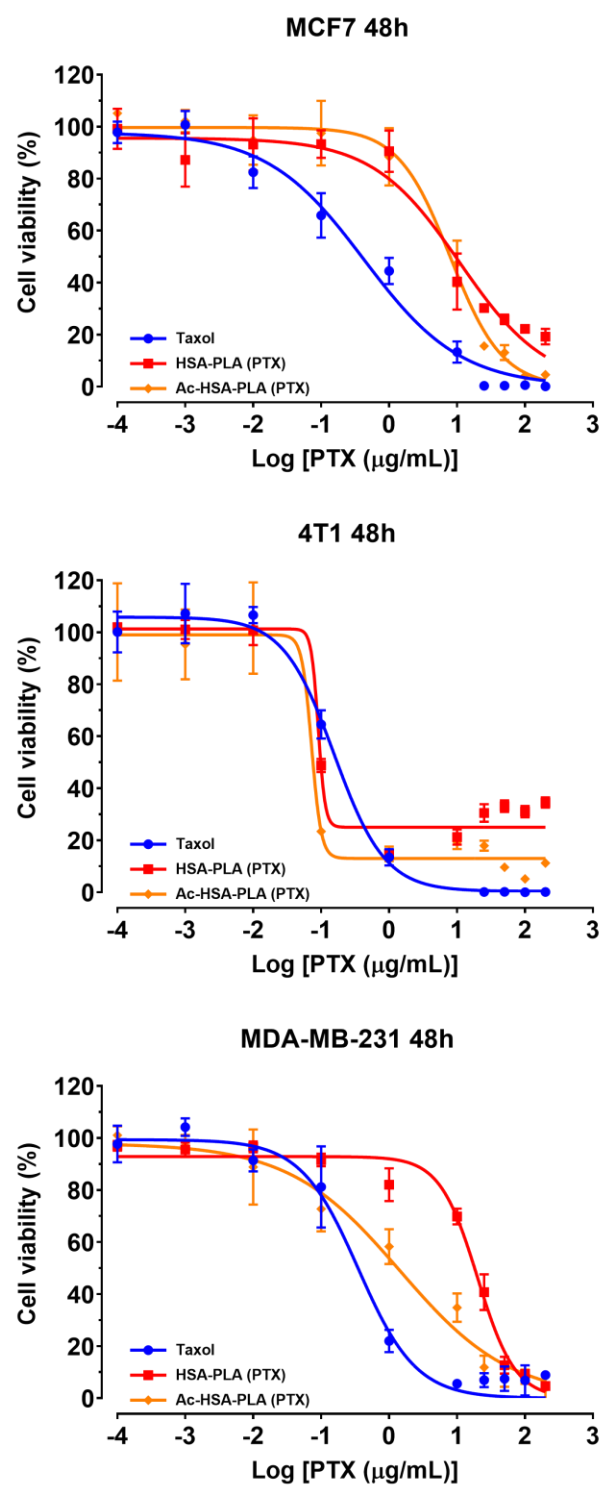 MCF7 48h
120
100
80
60
40
20
0
Cell viability (%)
Taxol
HSA-PLA (PTX)
Ac-HSA-PLA (PTX)
-4 -3 -2 -1 0 1 2 3
Log [PTX (μg/mL)]
4T1 48h
120
100
80
60
40
20
0
Cell viability (%)
Taxol
HSA-PLA (PTX)
Ac-HSA-PLA (PTX)
-4 -3 -2 -1 0 1 2 3
Log [PTX (μg/mL)]
MDA-MB-231 48h
120
100
80
60
40
20
0
Cell viability (%)
Taxol
HSA-PLA (PTX)
Ac-HSA-PLA (PTX)
-4 -3 -2 -1 0 1 2 3
Log [PTX (μg/mL)]